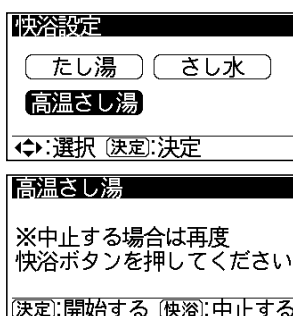 快浴設定
たし湯 さし水
高温さし湯
:選択 決定:決定
高温さし湯
※中止する場合は再度
快浴ボタンを押してください
決定:開始する 快浴:中止する